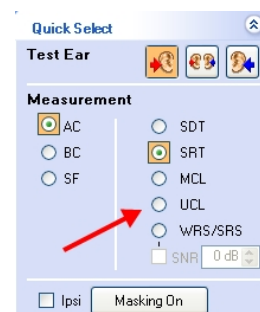 Quick Select
Test Ear
Measurement
AC SDT
BC SRT
SF MCL
UCL
WRS/SRS
SNR 0 dB
Ipsi Masking On